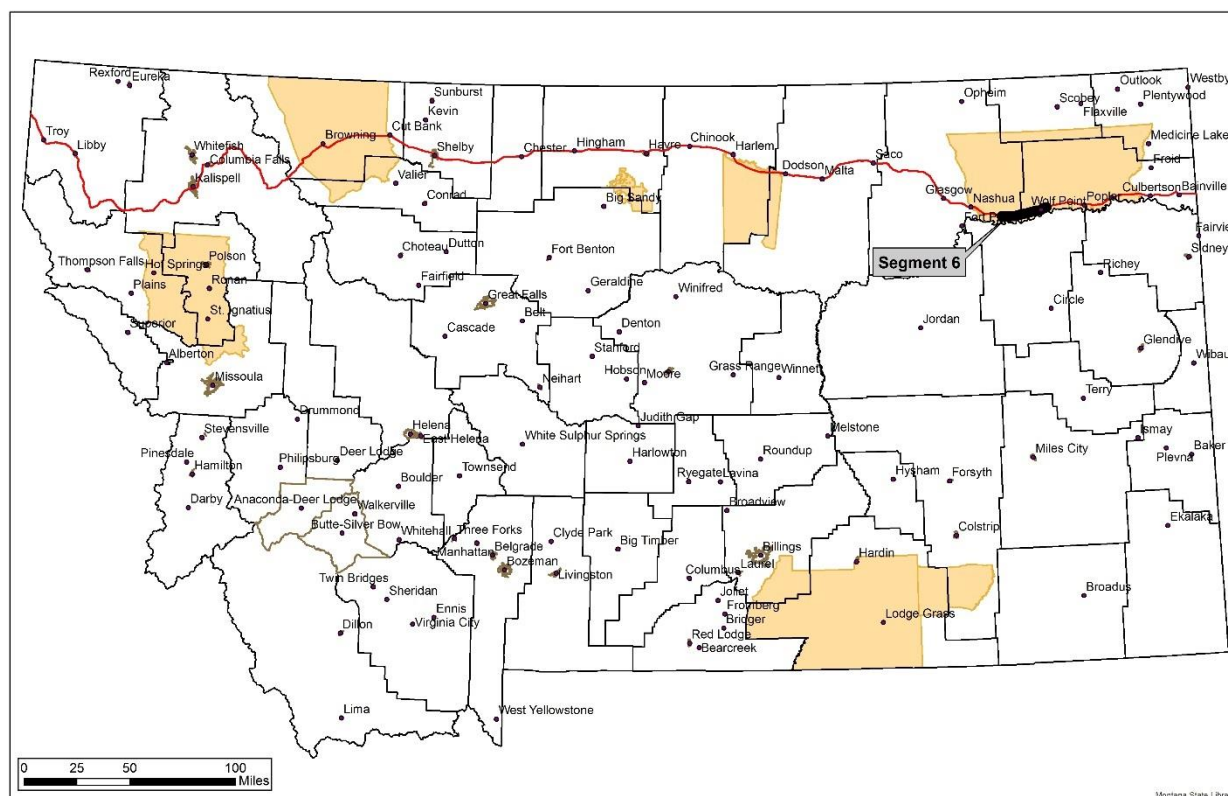 Rexford
Eureka
Sunburst
Kevin
Opheim
Scobey
Flaxville
Outlook
Westby
Plentywood
Troy
Libby
Whitefish
Columbia Falls
Kalispell
Browning
Cut Bank
Shelby
Valier
Conrad
Chester
Hingham
Havre
Chinook
Harlem
Big Sandy
Dodson
Malta
Saco
Glasgow
Nashua
Wolf Point
Poplar
Culbertson
Bainville
Medicine Lake
Froid
Fairvie
Sidney
Segment 6
Thompson Falls
Hot Springs
Polson
Plains
Ronan
St. Ignatius
Superior
Alberton
Missoula
Choteau
Dutton
Fairfield
Fort Benton
Great Falls
Geraldine
Winifred
Belt
Cascade
Denton
Stanford
Hobson
Moore
Grass Range
Winnet
Neihart
Jordan
Circle
Richey
Glendive
Wibau
Terry
Drummond
Stevensville
Pinesdale
Hamilton
Darby
Philipsburg
Deer Lodge
Helena
East Helena
Boulder
Townsend
White Sulphur Springs
Judith Gap
Harlowton
Ryegate
Lavina
Roundup
Melstone
Broadview
Hysham
Forsyth
Miles City
Ismay
Plevna
Baker
Ekalaka
Colstrip
Anaconda-Deer Lodge
Walkerville
Butte-Silver Bow
Whitehall
Three Forks
Manhattan
Belgrade
Bozeman
Clyde Park
Livingston
Big Timber
Columbus
Laurel
Billings
Hardin
Lodge Grass
Broadus
Joliet
Fromberg
Bridger
Red Lodge
Bearcreek
Twin Bridges
Sheridan
Ennis
Virginia City
Dillon
Lima
West Yellowstone
0 25 50 100
Miles